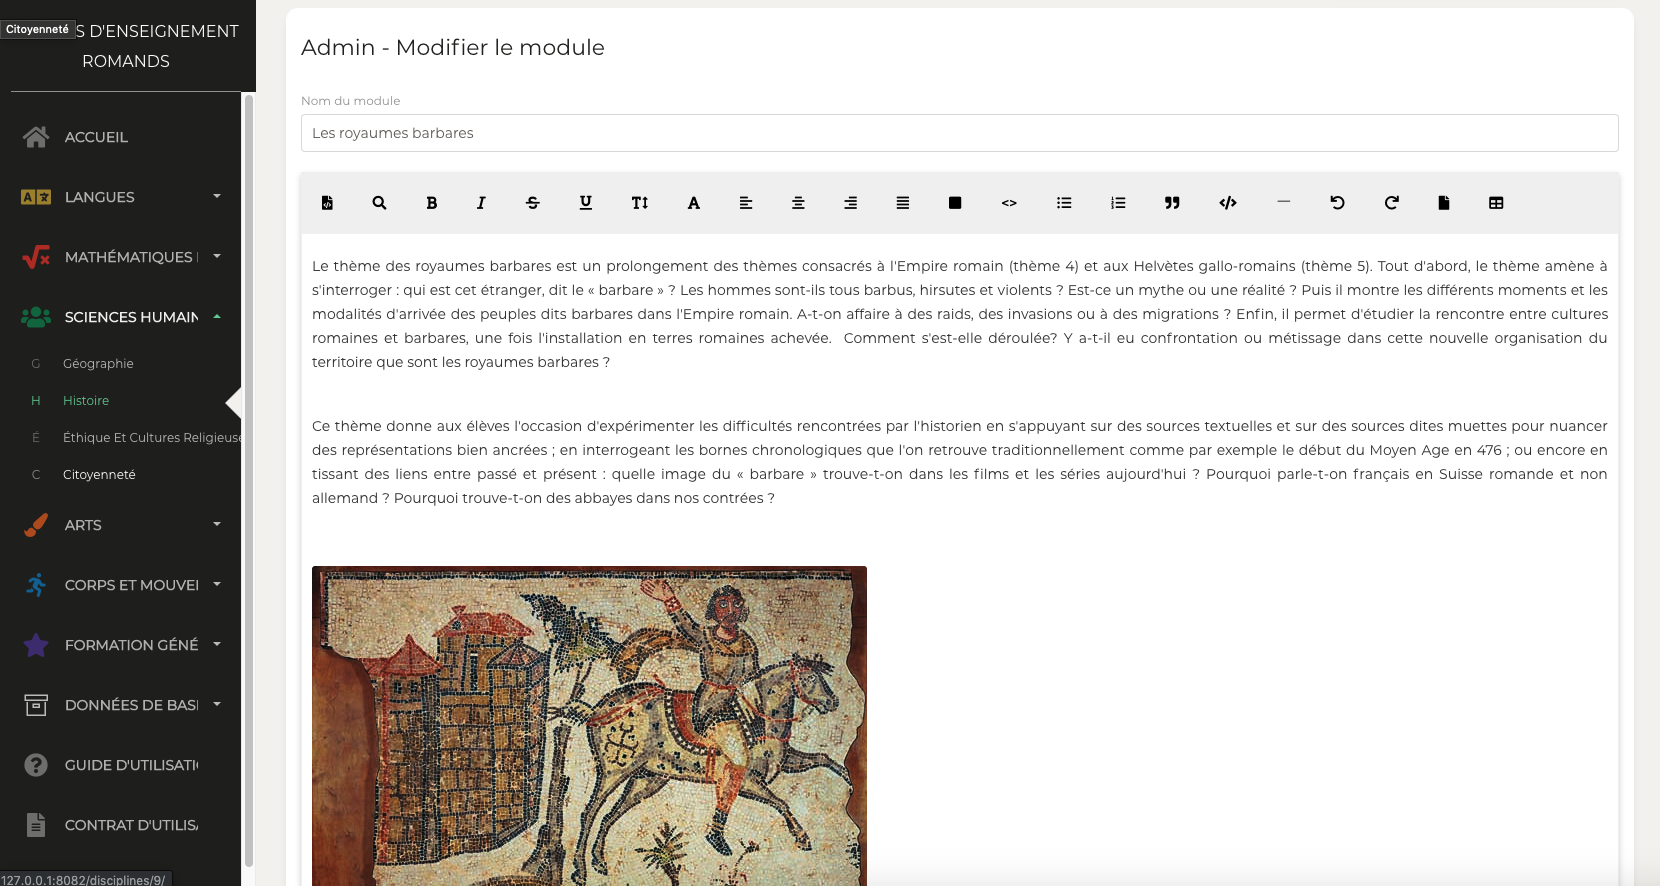 Citoyenneté
S D'ENSEIGNEMENT
ROMANDS
ACCUEIL
LANGUES
MATHÉMATIQUES
SCIENCES HUMAIN
G Géographie
H Histoire
É Éthique Et Cultures Religieuse
C Citoyenneté
ARTS
CORPS ET MOUVE
FORMATION GÉNÉ
DONNÉES DE BAS
GUIDE D'UTILISATI
CONTRAT D'UTILIS
127.0.0.1:8082/disciplines/9/
Admin - Modifier le module
Nom du module
Les royaumes barbares
Le thème des royaumes barbares est un prolongement des thèmes consacrés à l'Empire romain (thème 4) et aux Helvètes gallo-romains (thème 5). Tout d'abord, le thème amène à
s'interroger : qui est cet étranger, dit le « barbare » ? Les hommes sont-ils tous barbus, hirsutes et violents ? Est-ce un mythe ou une réalité ? Puis il montre les différents moments et les
modalités d'arrivée des peuples dits barbares dans l'Empire romain. A-t-on affaire à des raids, des invasions ou à des migrations ? Enfin, il permet d'étudier la rencontre entre cultures
romaines et barbares, une fois l'installation en terres romaines achevée. Comment s'est-elle déroulée? Y a-t-il eu confrontation ou métissage dans cette nouvelle organisation du
territoire que sont les royaumes barbares ?
Ce thème donne aux élèves l'occasion d'expérimenter les difficultés rencontrées par l'historien en s'appuyant sur des sources textuelles et sur des sources dites muettes pour nuancer
des représentations bien ancrées ; en interrogeant les bornes chronologiques que l'on retrouve traditionnellement comme par exemple le début du Moyen Age en 476 ; ou encore en
tissant des liens entre passé et présent : quelle image du « barbare » trouve-t-on dans les films et les séries aujourd'hui ? Pourquoi parle-t-on français en Suisse romande et non
allemand ? Pourquoi trouve-t-on des abbayes dans nos contrées ?